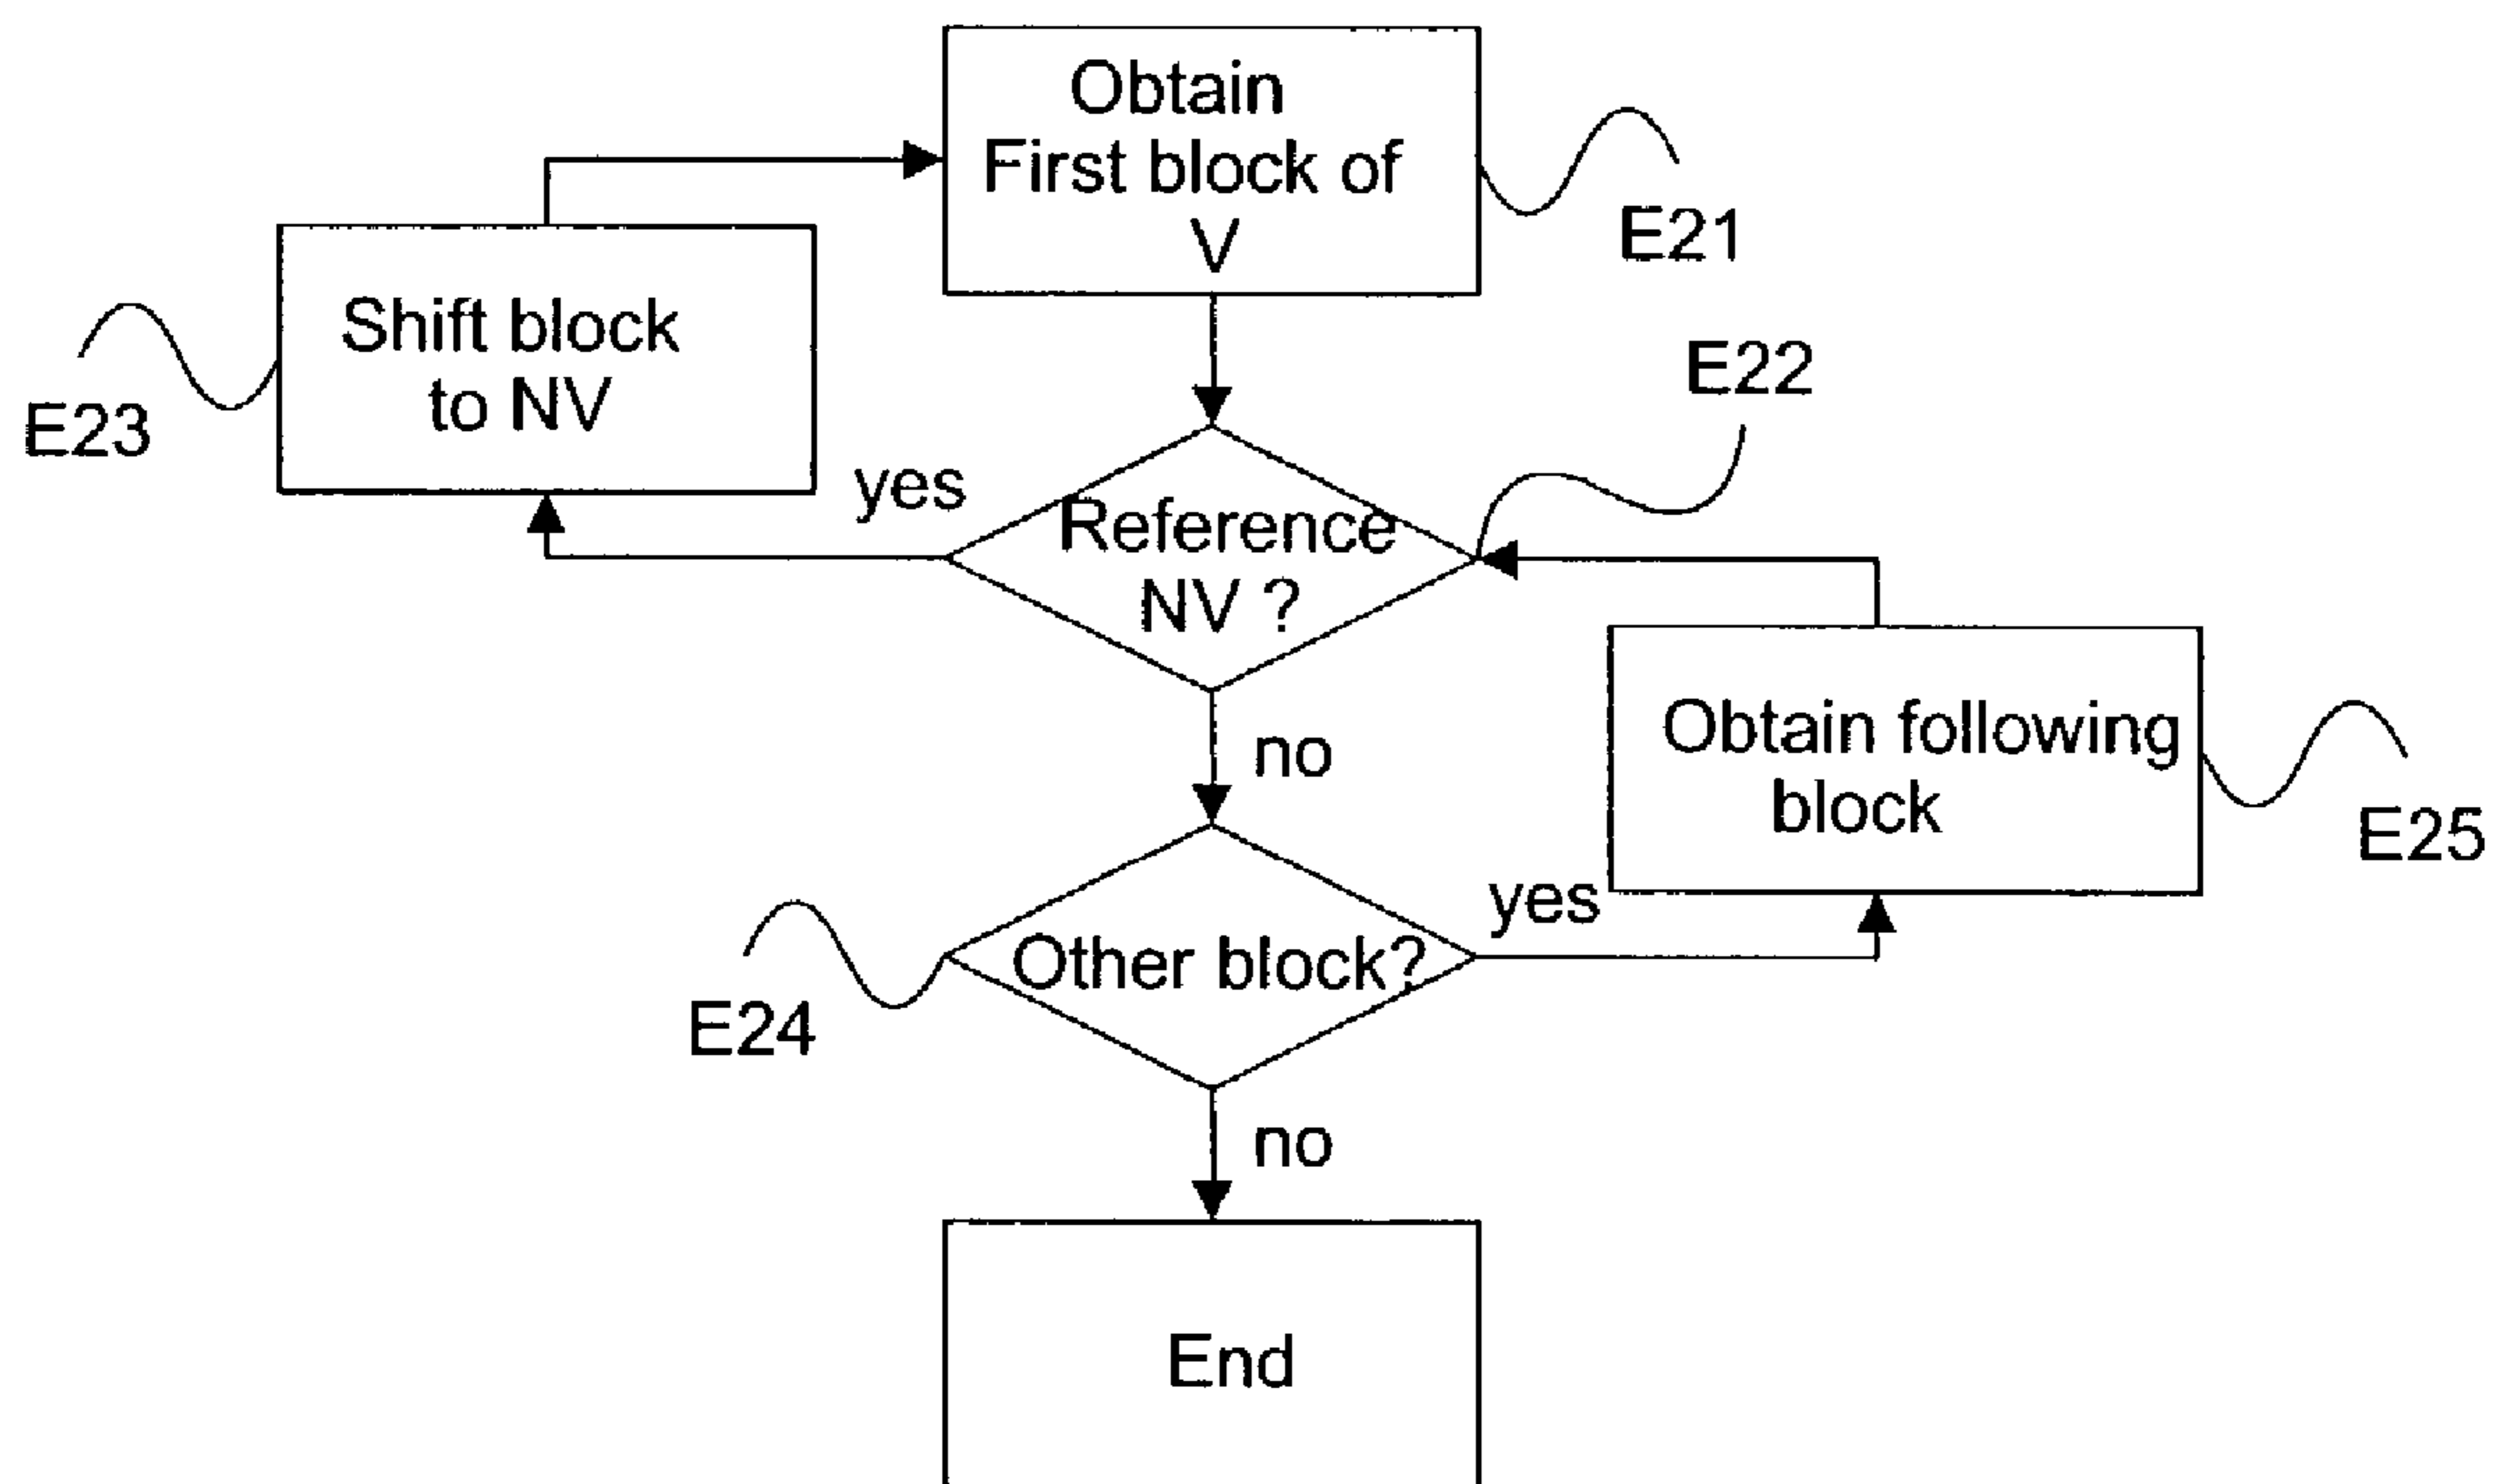 Obtain
First block of
V
E21
Shift block
to NV
E23
E22
yes
Reference
NV ?
no
Obtain following
block
E25
yes
Other block?
E24
no
End